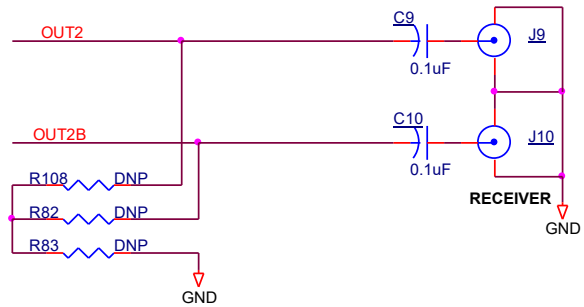 C9
OUT2
J9
0.1uF
C10
OUT2B
J10
0.1uF
R108 DNP
RECEIVER
R82 DNP
GND
R83 DNP
GND